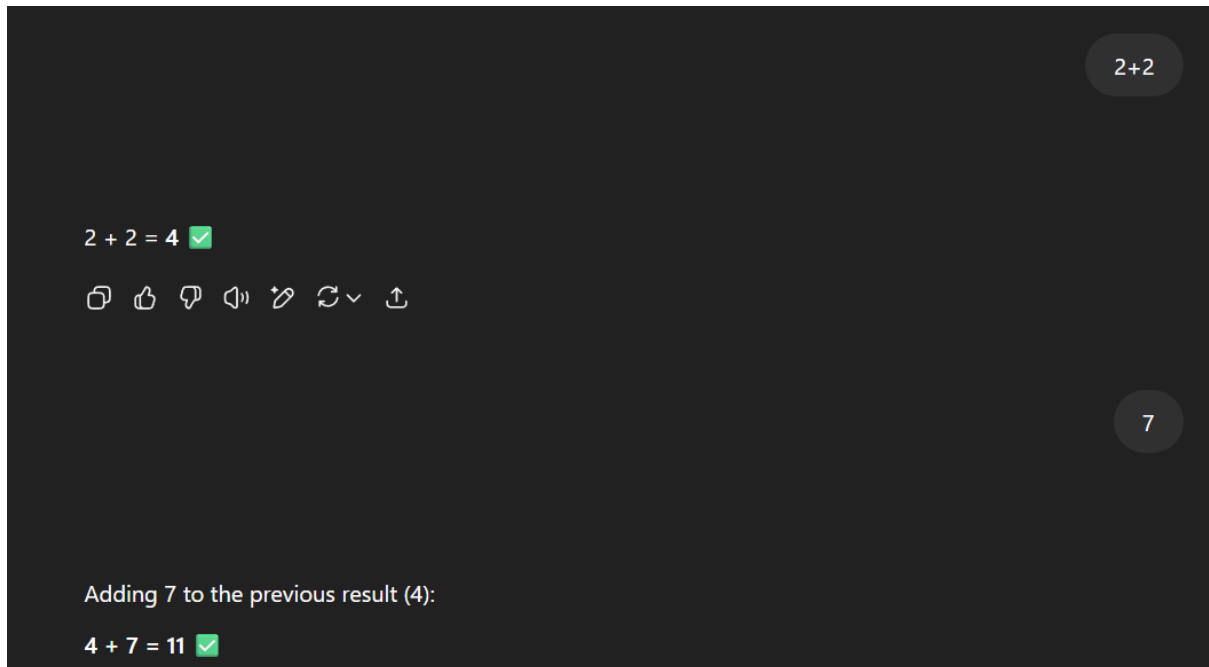 2+2
2 + 2 = 4 ✅
7
Adding 7 to the previous result (4):
4 + 7 = 11 ✅